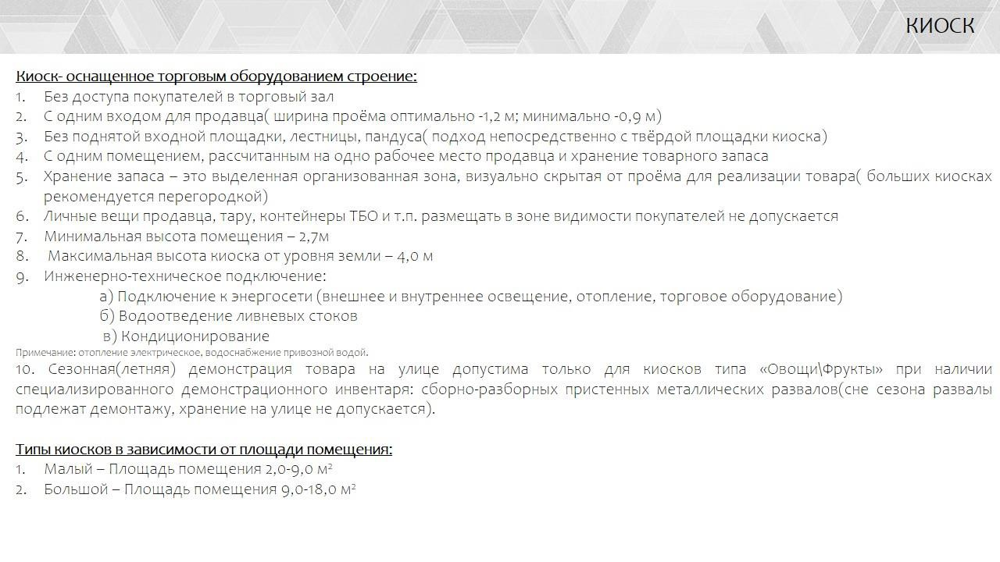 КИОСК
Киоск- оснащенное торговым оборудованием строение:
1. Без доступа покупателей в торговый зал
2. С одним входом для продавца( ширина проёма оптимально -1,2 м; минимально -0,9 м)
3. Без поднятой входной площадки, лестницы, пандуса( подход непосредственно с твёрдой площадки киоска)
4. С одним помещением, рассчитанным на одно рабочее место продавца и хранение товарного запаса
5. Хранение запаса – это выделенная организованная зона, визуально скрытая от проёма для реализации товара( больших киосках
рекомендуется перегородкой)
6. Личные вещи продавца, тару, контейнеры ТБО и т.п. размещать в зоне видимости покупателей не допускается
7. Минимальная высота помещения – 2,7м
8. Максимальная высота киоска от уровня земли – 4,0 м
9. Инженерно-техническое подключение:
а) Подключение к энергосети (внешнее и внутреннее освещение, отопление, торговое оборудование)
б) Водоотведение ливневых стоков
в) Кондиционирование
Примечание: отопление электрическое, водоснабжение привозной водой.
10. Сезонная(летняя) демонстрация товара на улице допустима только для киосков типа «Овощи\Фрукты» при наличии
специализированного демонстрационного инвентаря: сборно-разборных пристенных металлических развалов(сне сезона развалы
подлежат демонтажу, хранение на улице не допускается).
Типы киосков в зависимости от площади помещения:
1. Малый – Площадь помещения 2,0-9,0 м²
2. Большой – Площадь помещения 9,0-18,0 м²